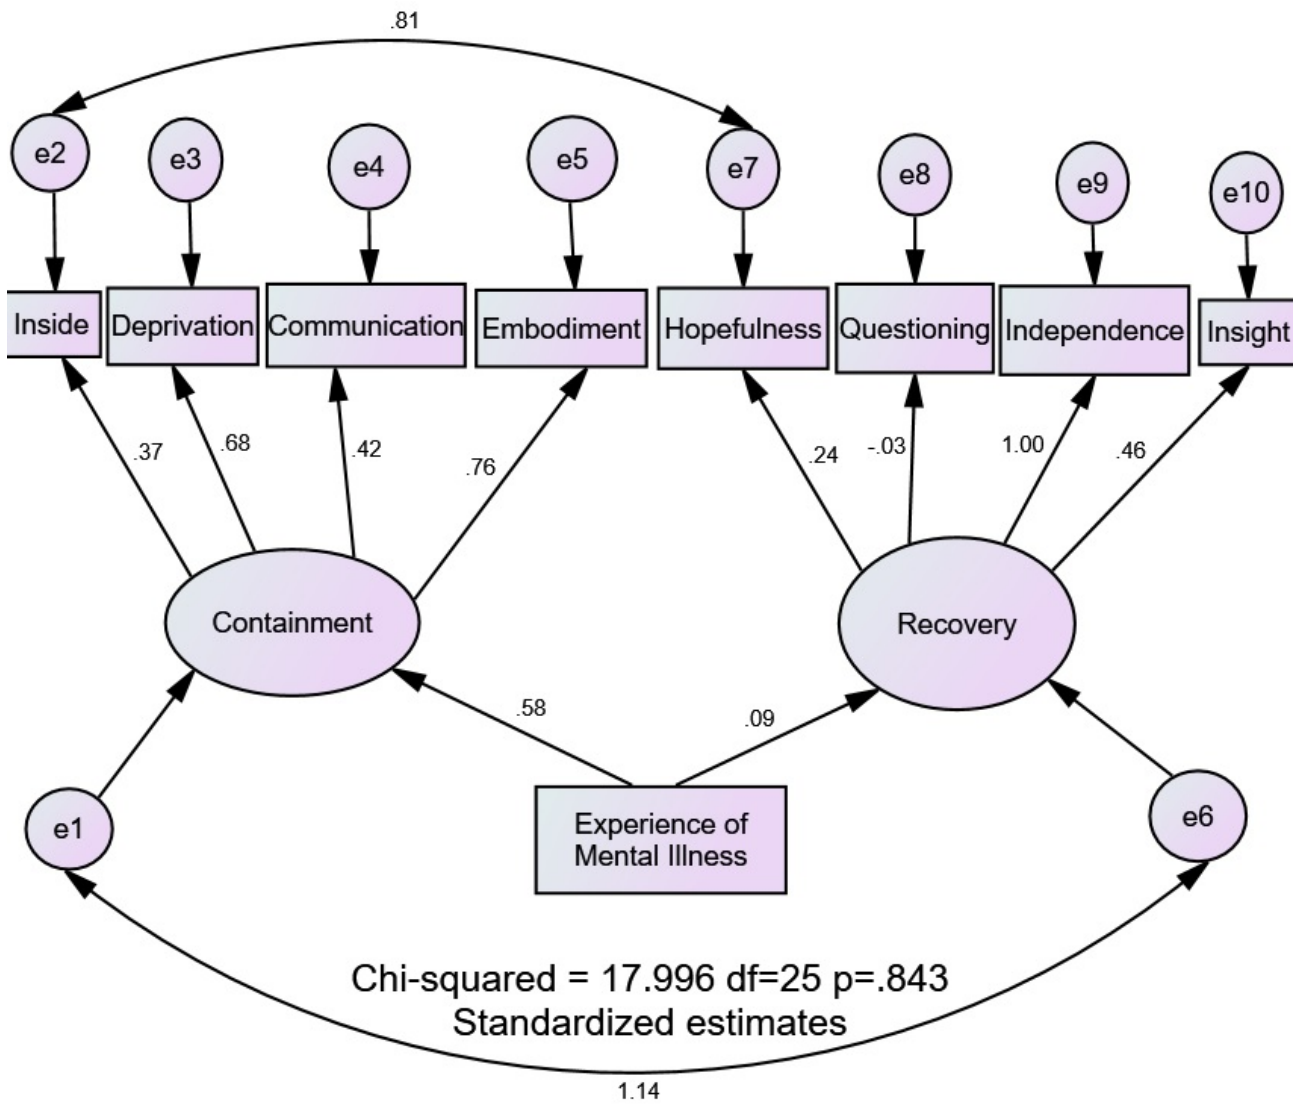 .81
e2
e3
e4
e5
e7
e8
e9
e10
Inside
Deprivation
Communication
Embodiment
Hopefulness
Questioning
Independence
Insight
.37
.68
.42
.76
.24
-.03
1.00
.46
Containment
Recovery
.58
.09
e1
Experience of
Mental Illness
e6
Chi-squared = 17.996 df=25 p=.843
Standardized estimates
1.14